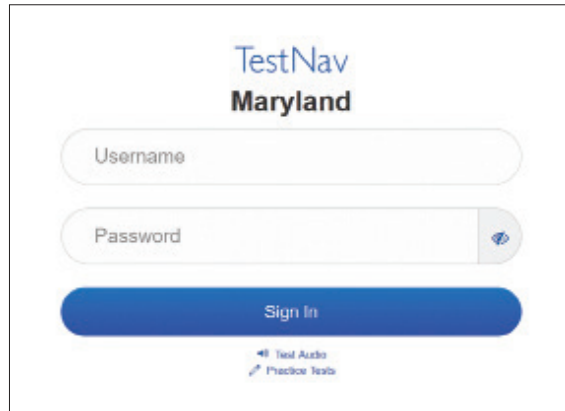 TestNav
Maryland
Username
Password
Sign In
Test Audio
Practice Tests